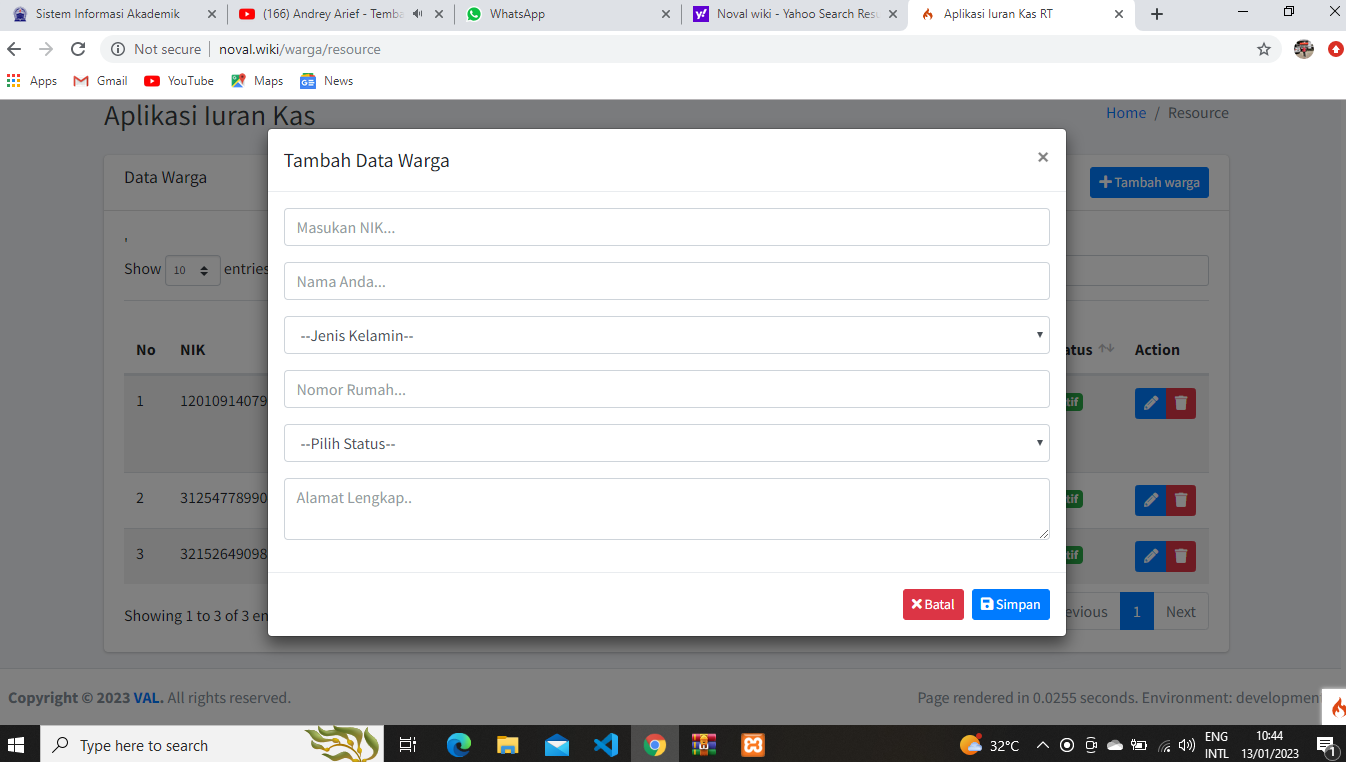 Sistem Informasi Akademik
(166) Andrey Arief - Temba
WhatsApp
Noval wiki - Yahoo Search Resu
Aplikasi Iuran Kas RT
Not secure | noval.wiki/warga/resource
Apps Gmail YouTube Maps News
Aplikasi Iuran Kas
Home / Resource
Tambah Data Warga
×
Data Warga
Tambah warga
Masukan NIK...
,
Show 10 entries
Nama Anda...
--Jenis Kelamin--
No NIK
atus Action
Nomor Rumah...
1 12010914079
tif
--Pilih Status--
2 31254778990
tif
Alamat Lengkap..
3 32152649098
tif
Batal Simpan
Showing 1 to 3 of 3 en
evious 1 Next
Copyright © 2023 VAL. All rights reserved.
Page rendered in 0.0255 seconds. Environment: developmen
Type here to search
32°C
ENG
INTL
10:44
13/01/2023
1